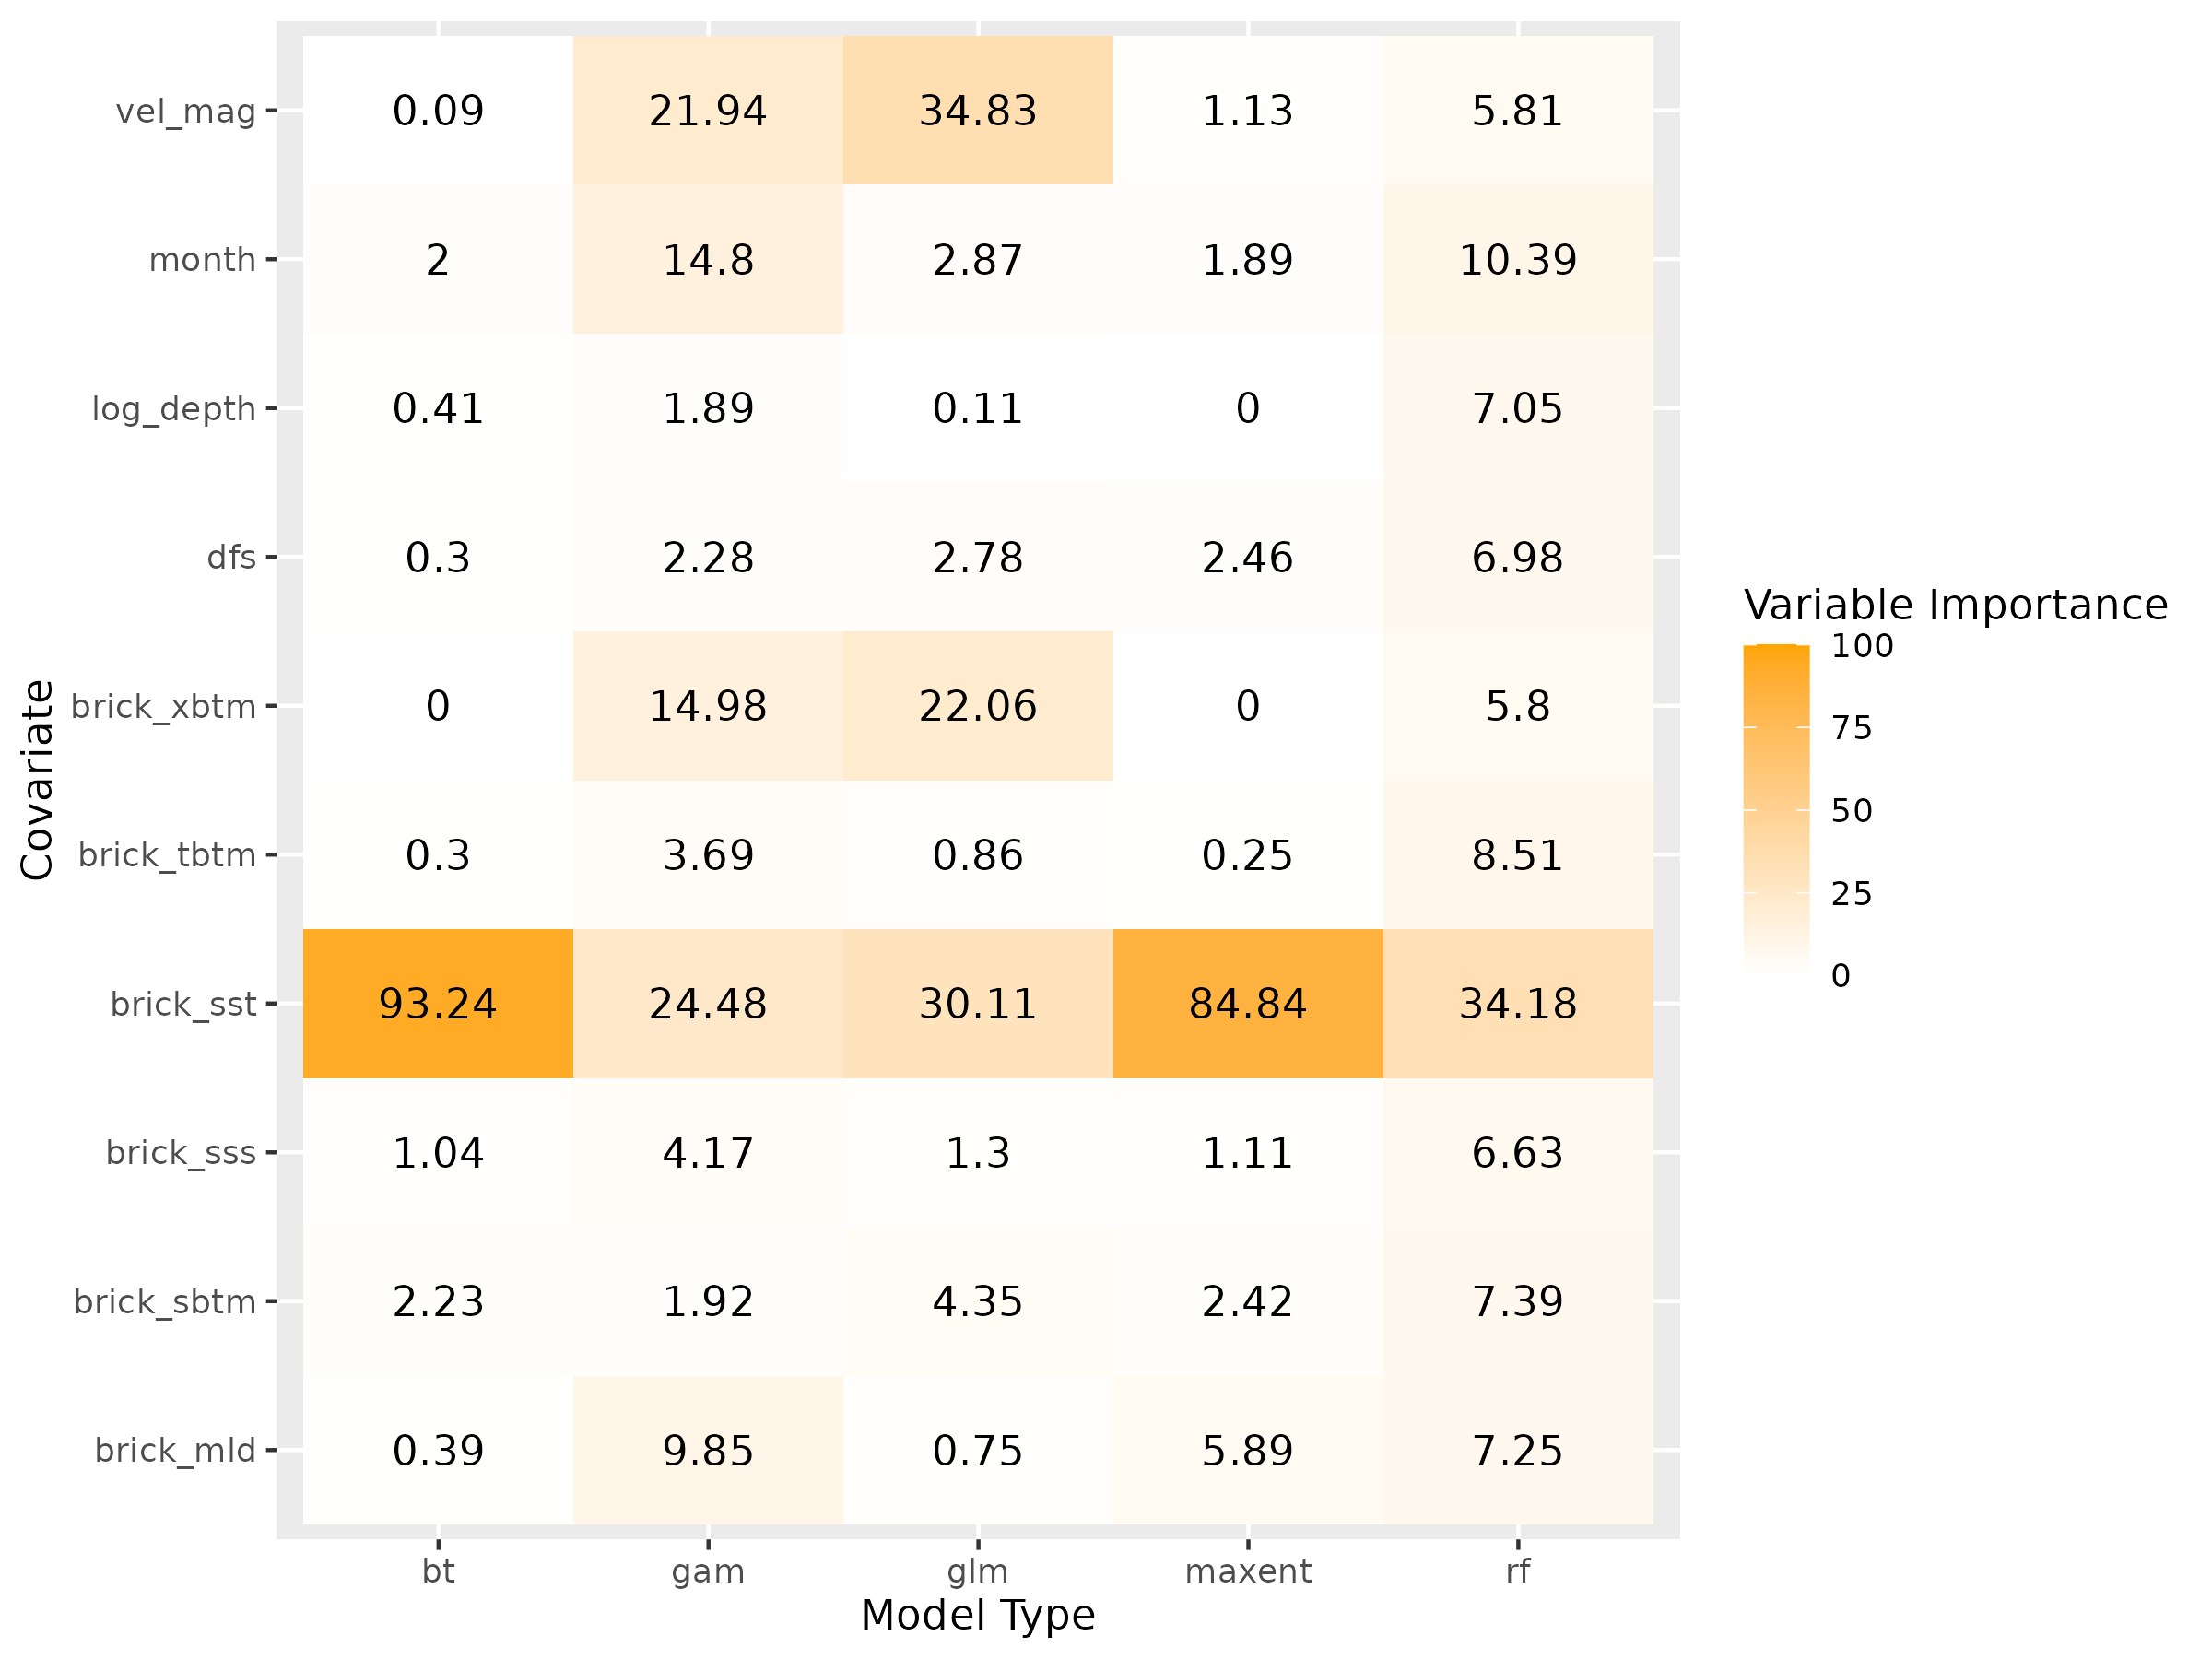 vel_mag 0.09 21.94 34.83 1.13 5.81
month 2 14.8 2.87 1.89 10.39
log_depth 0.41 1.89 0.11 0 7.05
dfs 0.3 2.28 2.78 2.46 6.98
brick_xbtm 0 14.98 22.06 0 5.8
brick_tbtm 0.3 3.69 0.86 0.25 8.51
brick_sst 93.24 24.48 30.11 84.84 34.18
brick_sss 1.04 4.17 1.3 1.11 6.63
brick_sbtm 2.23 1.92 4.35 2.42 7.39
brick_mld 0.39 9.85 0.75 5.89 7.25
bt gam glm maxent rf
Model Type
Covariate
Variable Importance
100
75
50
25
0